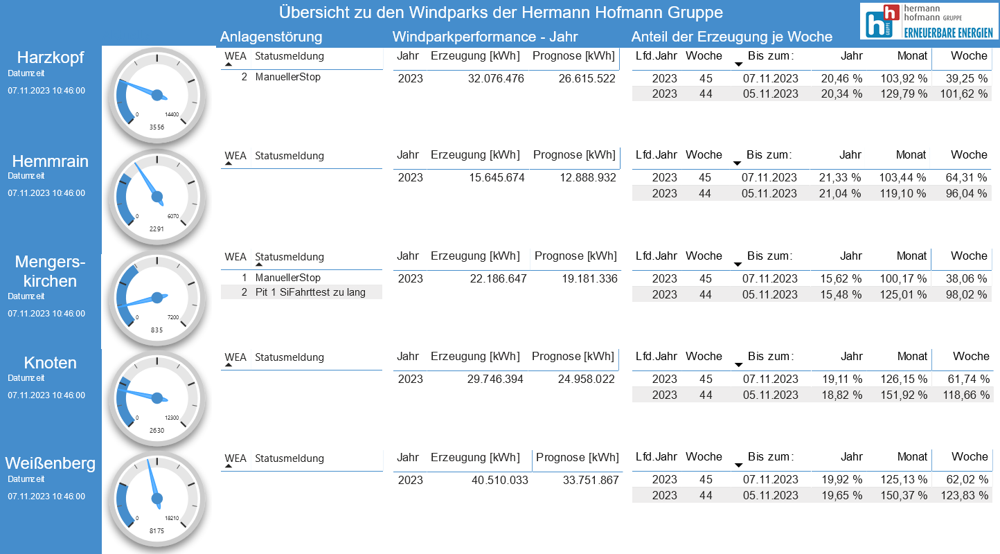 Übersicht zu den Windparks der Hermann Hofmann Gruppe
hermann
hofmann GRUPPE
ERNEUERBARE ENERGIEN
hh GRUPPE
Anlagenstörung Windparkperformance - Jahr Anteil der Erzeugung je Woche
Harzkopf
Datumzeit
07.11.2023 10:46:00
0 14400
3556
WEA Statusmeldung
2 ManuellerStop
Jahr Erzeugung [kWh] Prognose [kWh]
2023 32.076.476 26.615.522
Lfd.Jahr Woche Bis zum: Jahr Monat Woche
2023 45 07.11.2023 20,46 % 103,92 % 39,25 %
2023 44 05.11.2023 20,34 % 129,79 % 101,62 %
Hemmrain
Datumzeit
07.11.2023 10:46:00
0 6070
2291
WEA Statusmeldung
Jahr Erzeugung [kWh] Prognose [kWh]
2023 15.645.674 12.888.932
Lfd.Jahr Woche Bis zum: Jahr Monat Woche
2023 45 07.11.2023 21,33 % 103,44 % 64,31 %
2023 44 05.11.2023 21,04 % 119,10 % 96,04 %
Mengers-
kirchen
Datumzeit
07.11.2023 10:46:00
0 7200
835
WEA Statusmeldung
1 ManuellerStop
2 Pit 1 SiFahrttest zu lang
Jahr Erzeugung [kWh] Prognose [kWh]
2023 22.186.647 19.181.336
Lfd.Jahr Woche Bis zum: Jahr Monat Woche
2023 45 07.11.2023 15,62 % 100,17 % 38,06 %
2023 44 05.11.2023 15,48 % 125,01 % 98,02 %
Knoten
Datumzeit
07.11.2023 10:46:00
0 12300
2630
WEA Statusmeldung
Jahr Erzeugung [kWh] Prognose [kWh]
2023 29.746.394 24.958.022
Lfd.Jahr Woche Bis zum: Jahr Monat Woche
2023 45 07.11.2023 19,11 % 126,15 % 61,74 %
2023 44 05.11.2023 18,82 % 151,92 % 118,66 %
Weißenberg
Datumzeit
07.11.2023 10:46:00
0 18210
8175
WEA Statusmeldung
Jahr Erzeugung [kWh] Prognose [kWh]
2023 40.510.033 33.751.867
Lfd.Jahr Woche Bis zum: Jahr Monat Woche
2023 45 07.11.2023 19,92 % 125,13 % 62,02 %
2023 44 05.11.2023 19,65 % 150,37 % 123,83 %